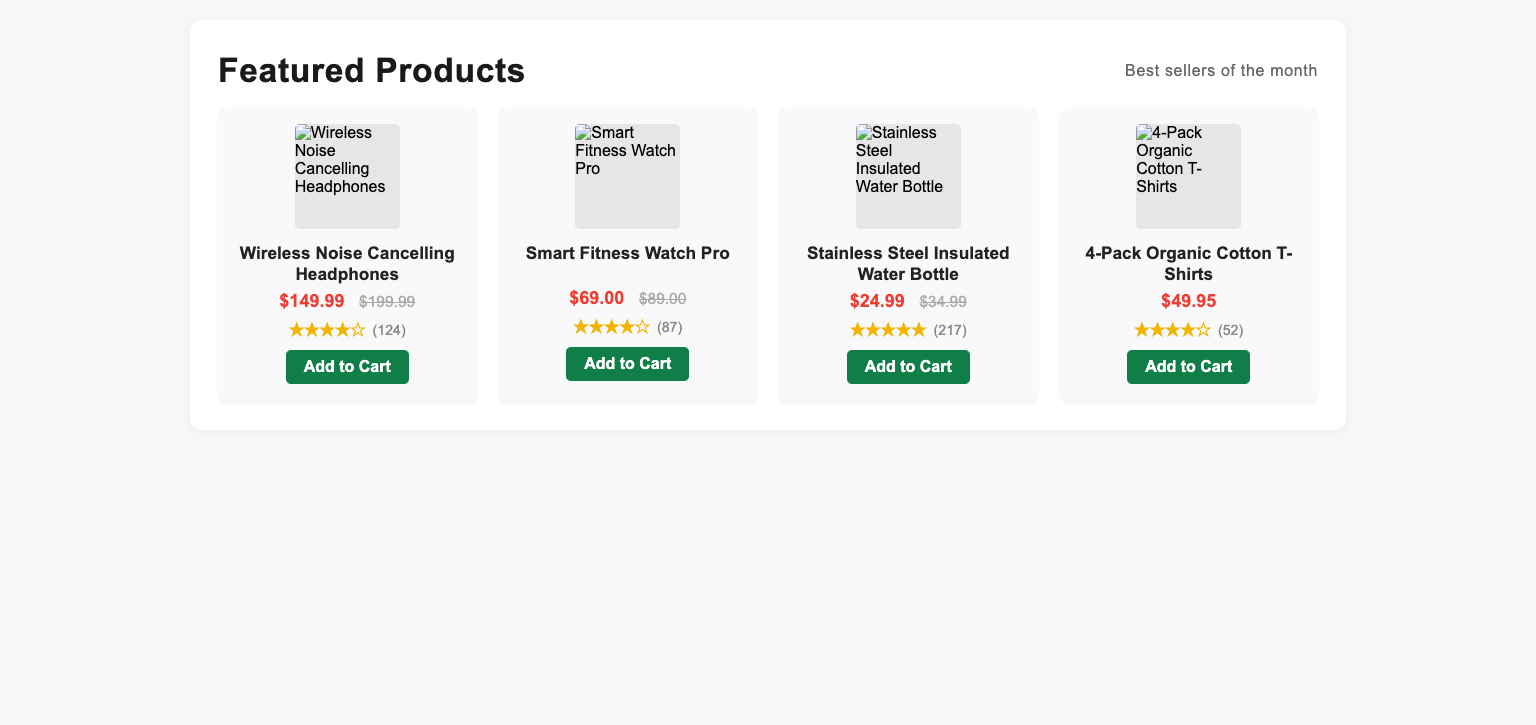 Featured Products
Best sellers of the month
Wireless
Noise
Cancelling
Headphones
Wireless Noise Cancelling
Headphones
$149.99 $199.99
★★★★☆ (124)
Add to Cart
Smart
Fitness Watch
Pro
Smart Fitness Watch Pro
$69.00 $89.00
★★★★☆ (87)
Add to Cart
Stainless
Steel
Insulated
Water Bottle
Stainless Steel Insulated
Water Bottle
$24.99 $34.99
★★★★★ (217)
Add to Cart
4-Pack
Organic
Cotton T-
Shirts
4-Pack Organic Cotton T-
Shirts
$49.95
★★★★☆ (52)
Add to Cart